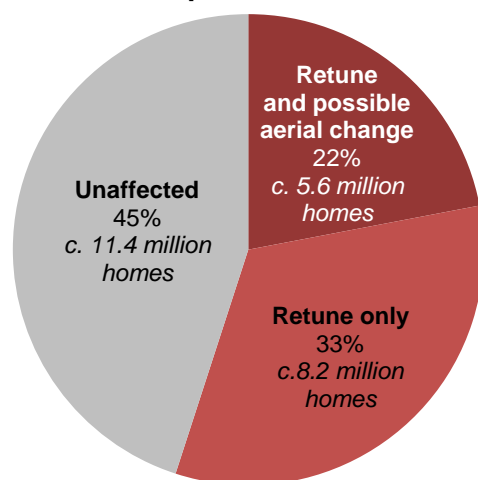 Retune
and possible
aerial change
22%
c. 5.6 million
homes
Unaffected
45%
c. 11.4 million
homes
Retune only
33%
c.8.2 million
homes